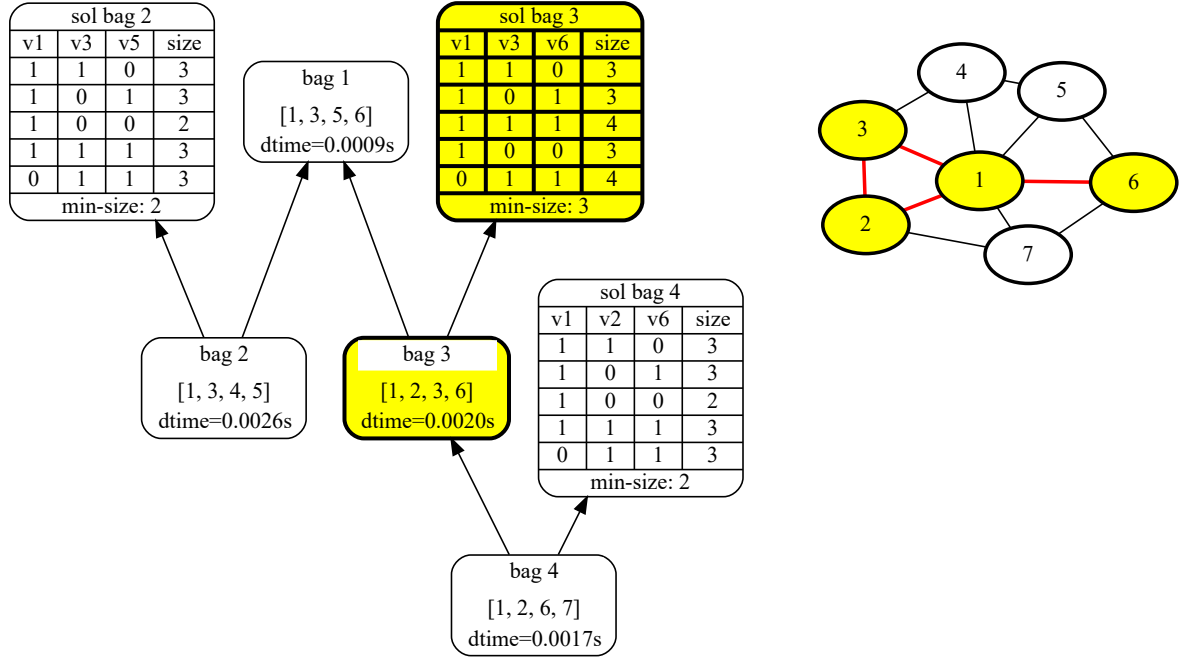 sol bag 2
v1 v3 v5 size
1 1 0 3
1 0 1 3
1 0 0 2
1 1 1 3
0 1 1 3
min-size: 2
bag 1
[1, 3, 5, 6]
dtime=0.0009s
sol bag 3
v1 v3 v6 size
1 1 0 3
1 0 1 3
1 1 1 4
1 0 0 3
0 1 1 4
min-size: 3
4
5
3
1
6
2
7
bag 2
[1, 3, 4, 5]
dtime=0.0026s
bag 3
[1, 2, 3, 6]
dtime=0.0020s
sol bag 4
v1 v2 v6 size
1 1 0 3
1 0 1 3
1 0 0 2
1 1 1 3
0 1 1 3
min-size: 2
bag 4
[1, 2, 6, 7]
dtime=0.0017s